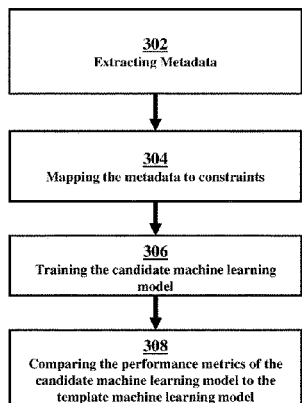 302
Extracting Metadata
304
Mapping the metadata to constraints
306
Training the candidate machine learning
model
308
Comparing the performance metrics of the
candidate machine learning model to the
template machine learning model